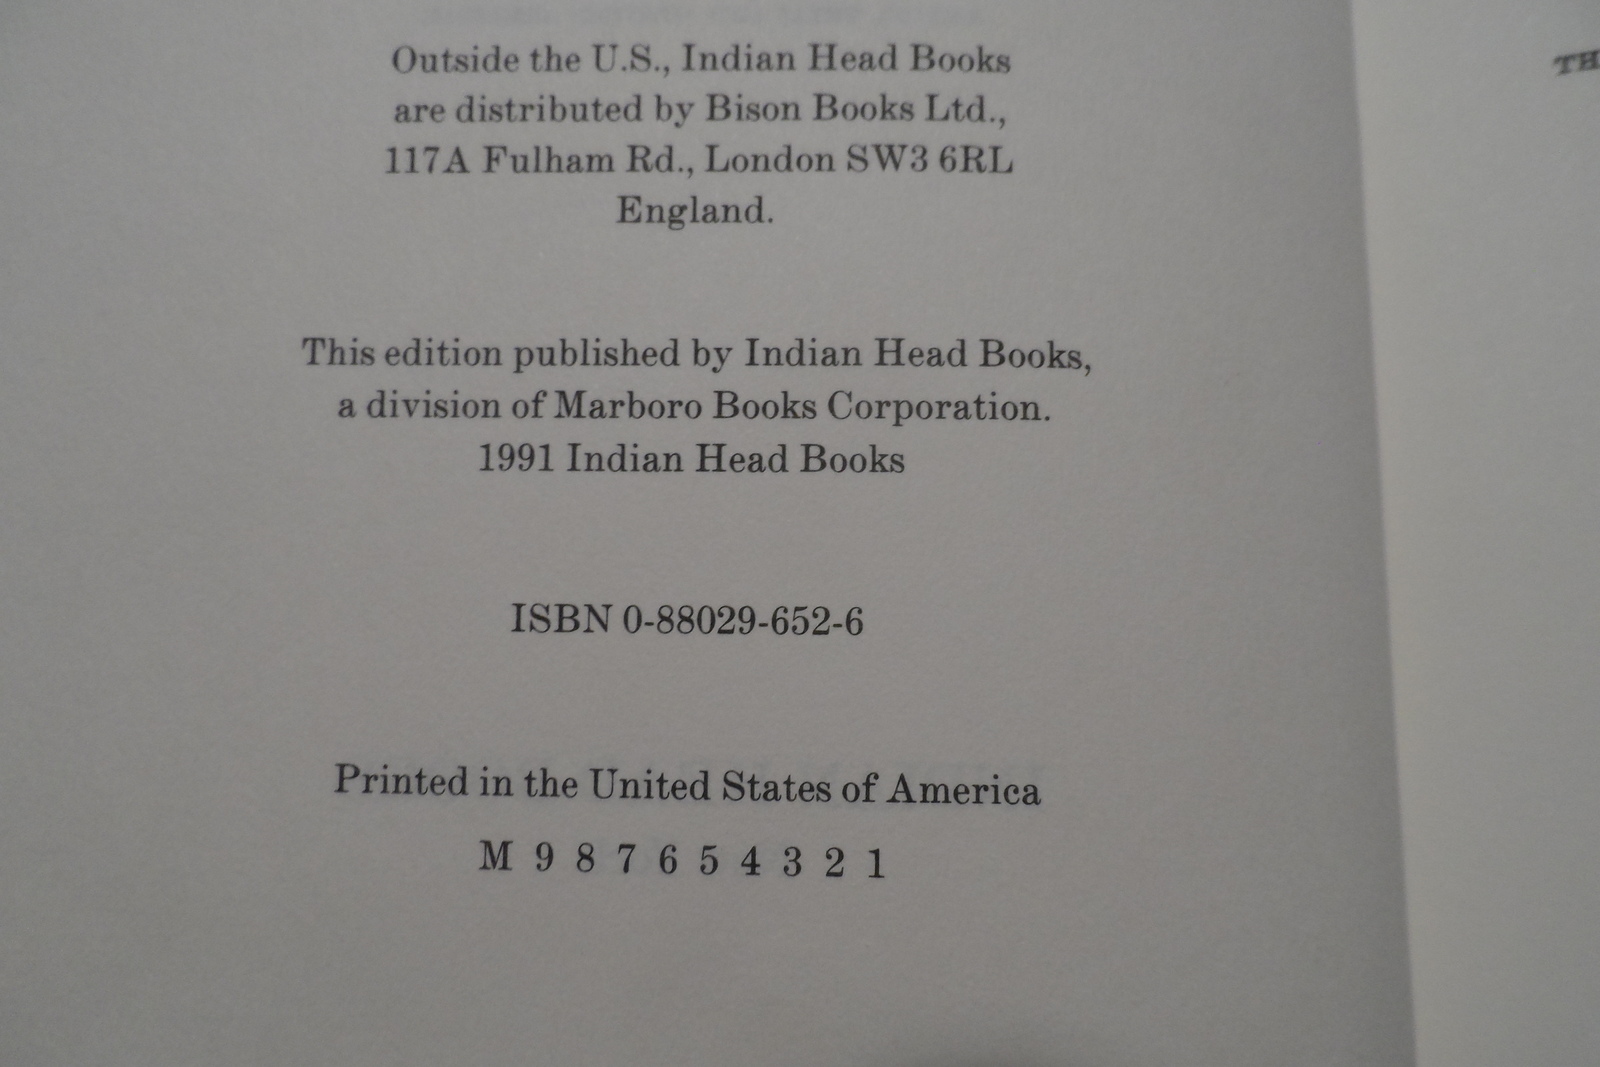 Outside the U.S., Indian Head Books
are distributed by Bison Books Ltd.,
117A Fulham Rd., London SW3 6RL
England.
This edition published by Indian Head Books,
a division of Marboro Books Corporation.
1991 Indian Head Books
ISBN 0-88029-652-6
Printed in the United States of America
M 9 8 7 6 5 4 3 2 1